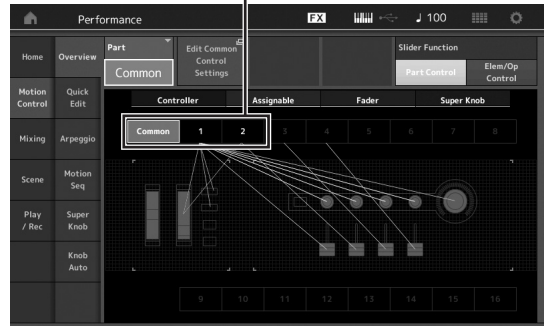 Performance FX ♩ 100
Part Slider Function
Home Overview Common Edit Common Control Settings Part Control Elem/Op Control
Motion Control Quick Edit
Controller Assignable Fader Super Knob
Mixing Arpeggio Common 1 2 3 4 5 6 7 8
Scene Motion Seq
Play / Rec Super Knob
Knob Auto
9 10 11 12 13 14 15 16